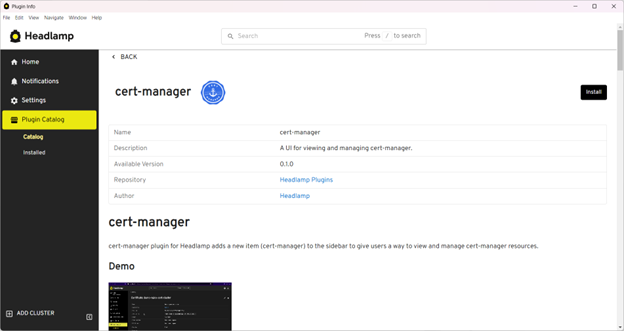 Plugin Info
File Edit View Navigate Window Help
Headlamp
Search Press / to search
Home
Notifications
Settings
Plugin Catalog
Catalog
Installed
ADD CLUSTER
BACK
cert-manager
Install
Name cert-manager
Description A UI for viewing and managing cert-manager.
Available Version 0.1.0
Repository Headlamp Plugins
Author Headlamp
cert-manager
cert-manager plugin for Headlamp adds a new item (cert-manager) to the sidebar to give users a way to view and manage cert-manager resources.
Demo